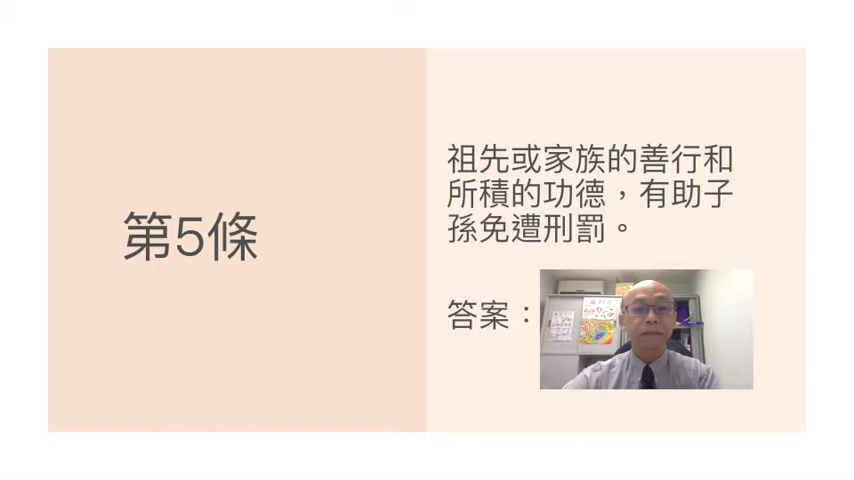 第5條
祖先或家族的善行和
所積的功德，有助子
孫免遭刑罰。
答案：